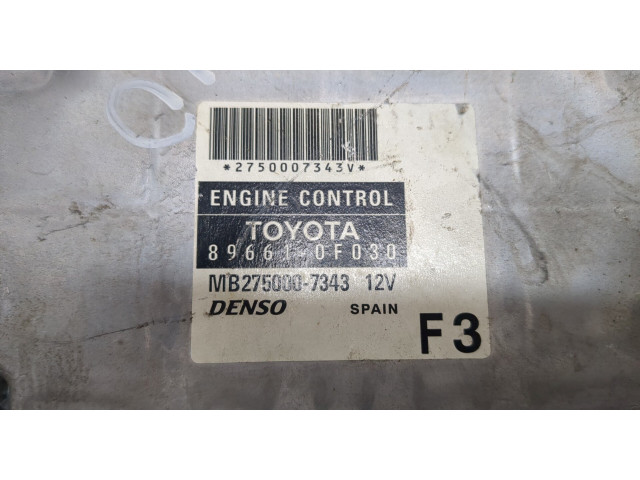 *2750007343V*
ENGINE CONTROL
TOYOTA
89661-0F030
MB275000-7343 12V
DENSO SPAIN
F3